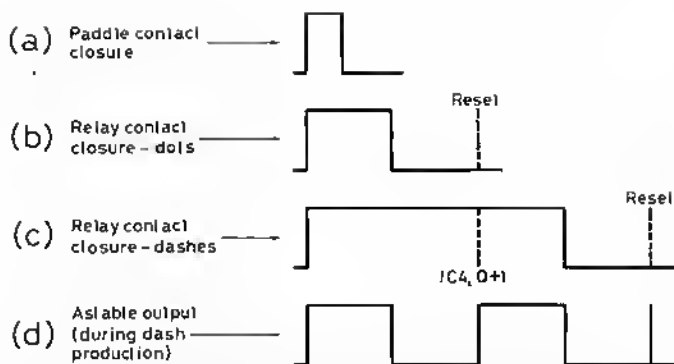 (a) Paddle contact
closure
Reset
(b) Relay contact
closure - dots
Reset
(c) Relay contact
closure - dashes
IC4, 0+1
(d) Astable output
(during dash
production)